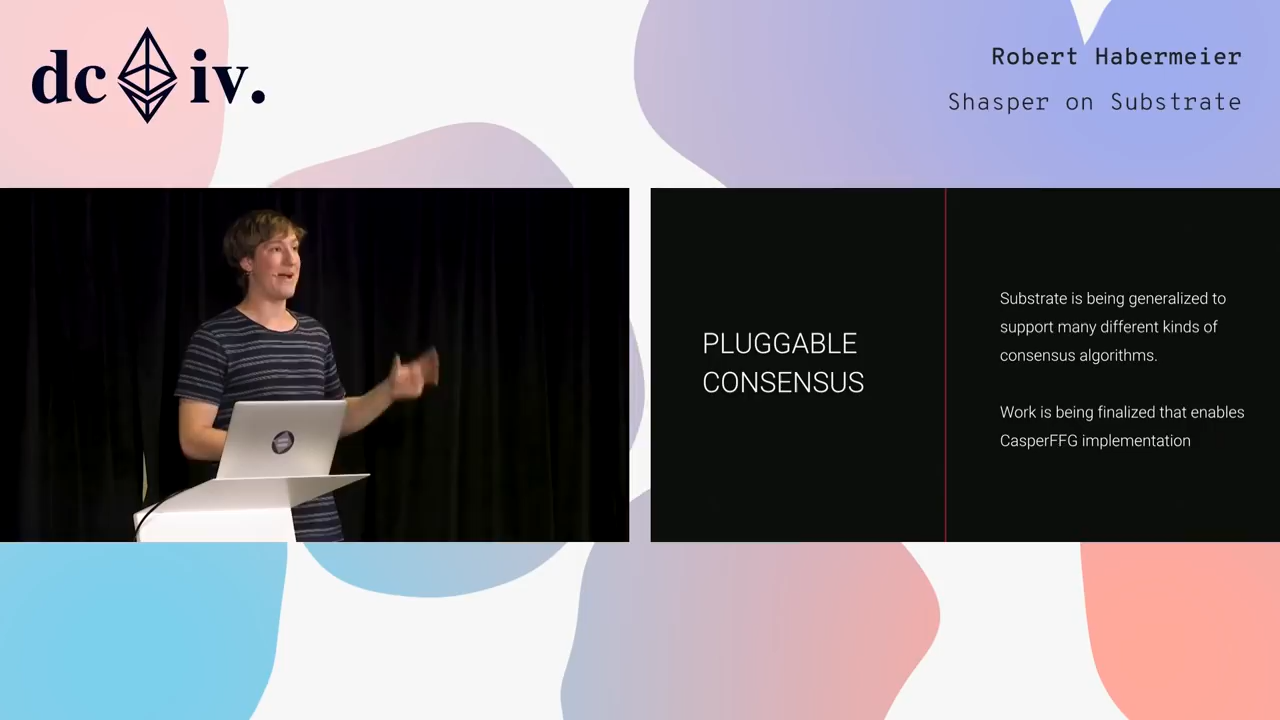 dc iv.
Robert Habermeier
Shasper on Substrate
PLUGGABLE
CONSENSUS
Substrate is being generalized to
support many different kinds of
consensus algorithms.
Work is being finalized that enables
CasperFFG implementation